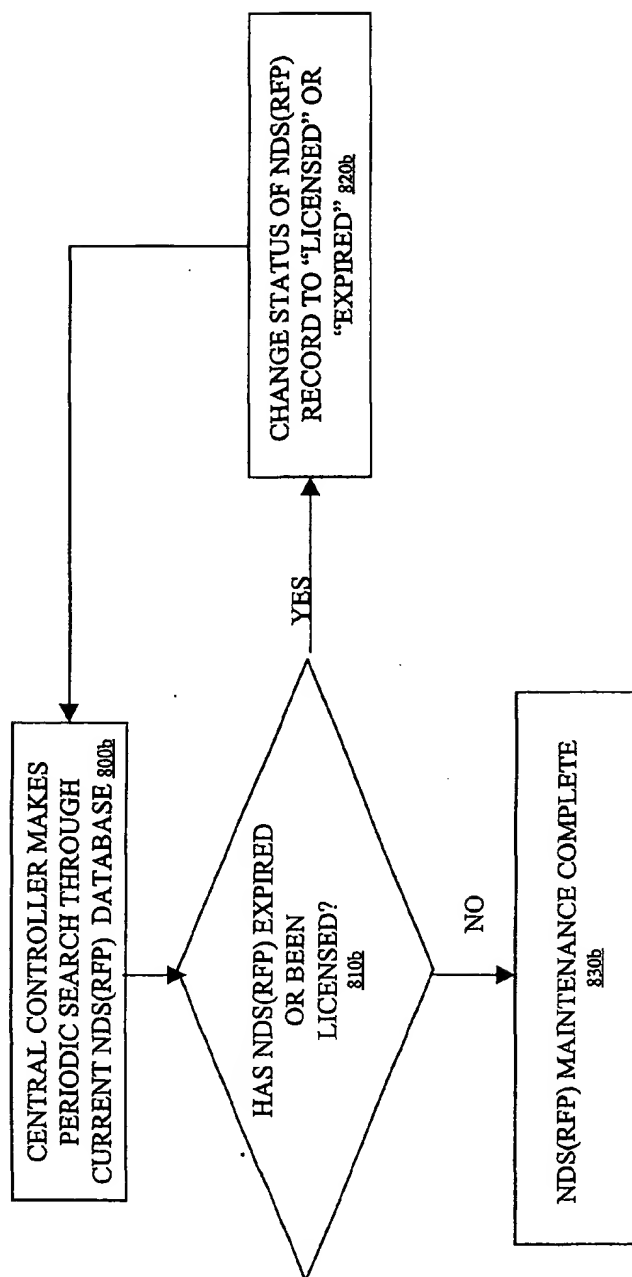 CENTRAL CONTROLLER MAKES
PERIODIC SEARCH THROUGH
CURRENT NDS(RFP) DATABASE 800b
HAS NDS(RFP) EXPIRED
OR BEEN
LICENSED?
810b
YES
CHANGE STATUS OF NDS(RFP)
RECORD TO “LICENSED” OR
“EXPIRED” 820b
NO
NDS(RFP) MAINTENANCE COMPLETE
830b